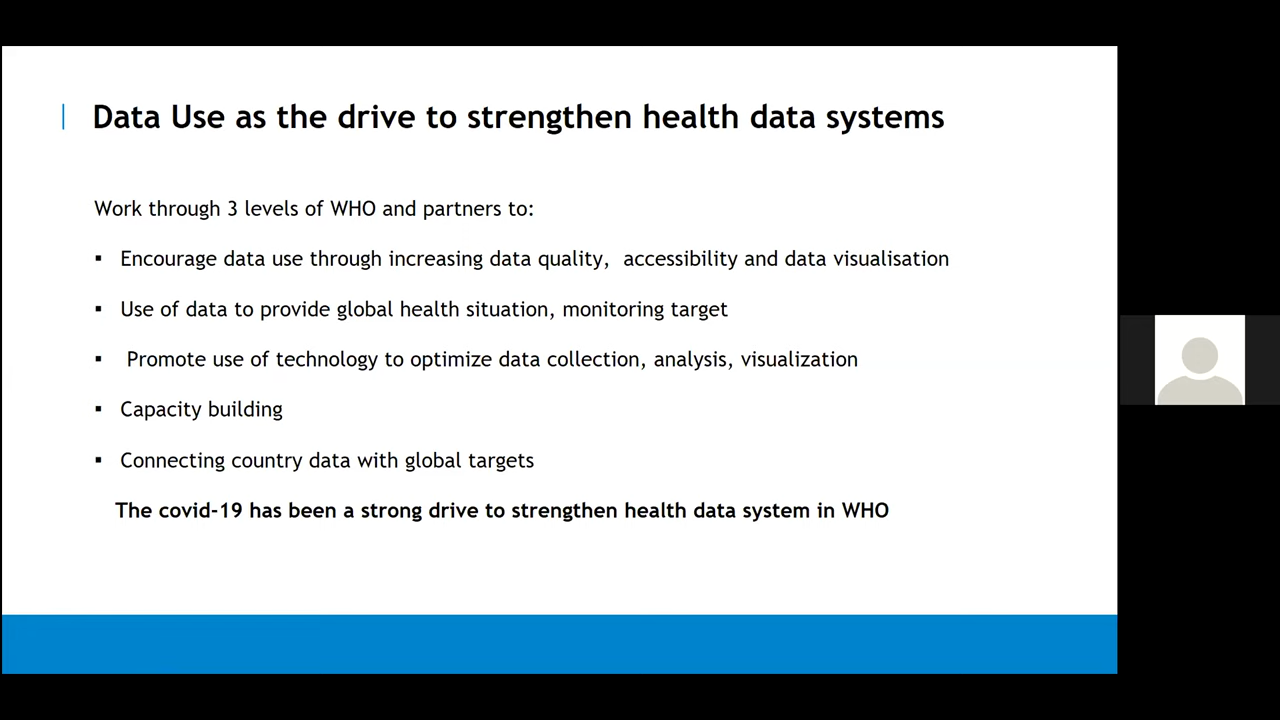 Data Use as the drive to strengthen health data systems
Work through 3 levels of WHO and partners to:
▪ Encourage data use through increasing data quality,  accessibility and data visualisation
▪ Use of data to provide global health situation, monitoring target
▪ Promote use of technology to optimize data collection, analysis, visualization
▪ Capacity building
▪ Connecting country data with global targets
The covid-19 has been a strong drive to strengthen health data system in WHO